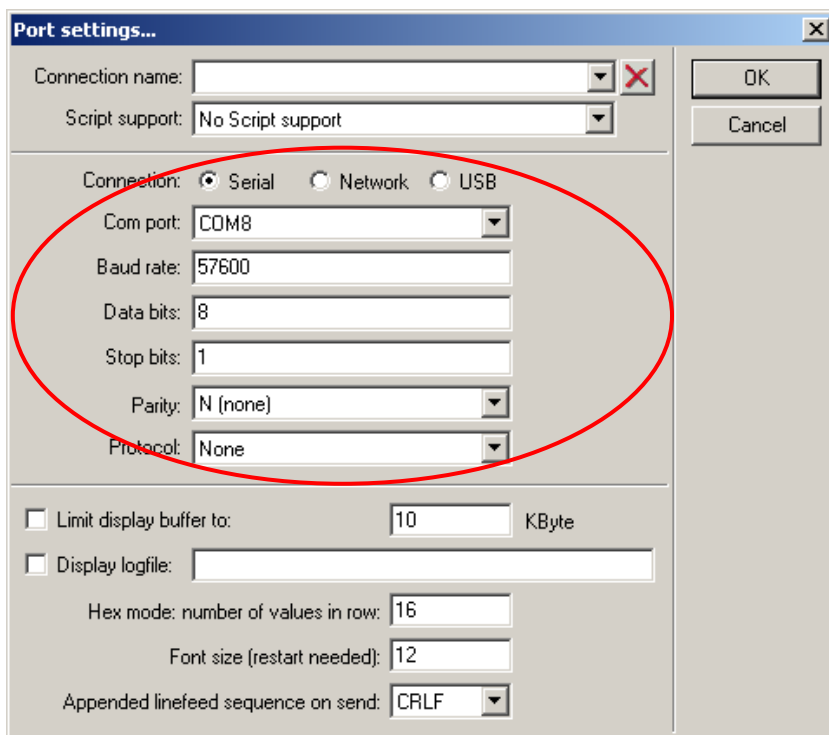 Port settings...
Connection name:
OK
Script support: No Script support
Cancel
Connection: Serial Network USB
Com port: COM8
Baud rate: 57600
Data bits: 8
Stop bits: 1
Parity: N (none)
Protocol: None
Limit display buffer to: 10 KByte
Display logfile:
Hex mode: number of values in row: 16
Font size (restart needed): 12
Appended linefeed sequence on send: CRLF